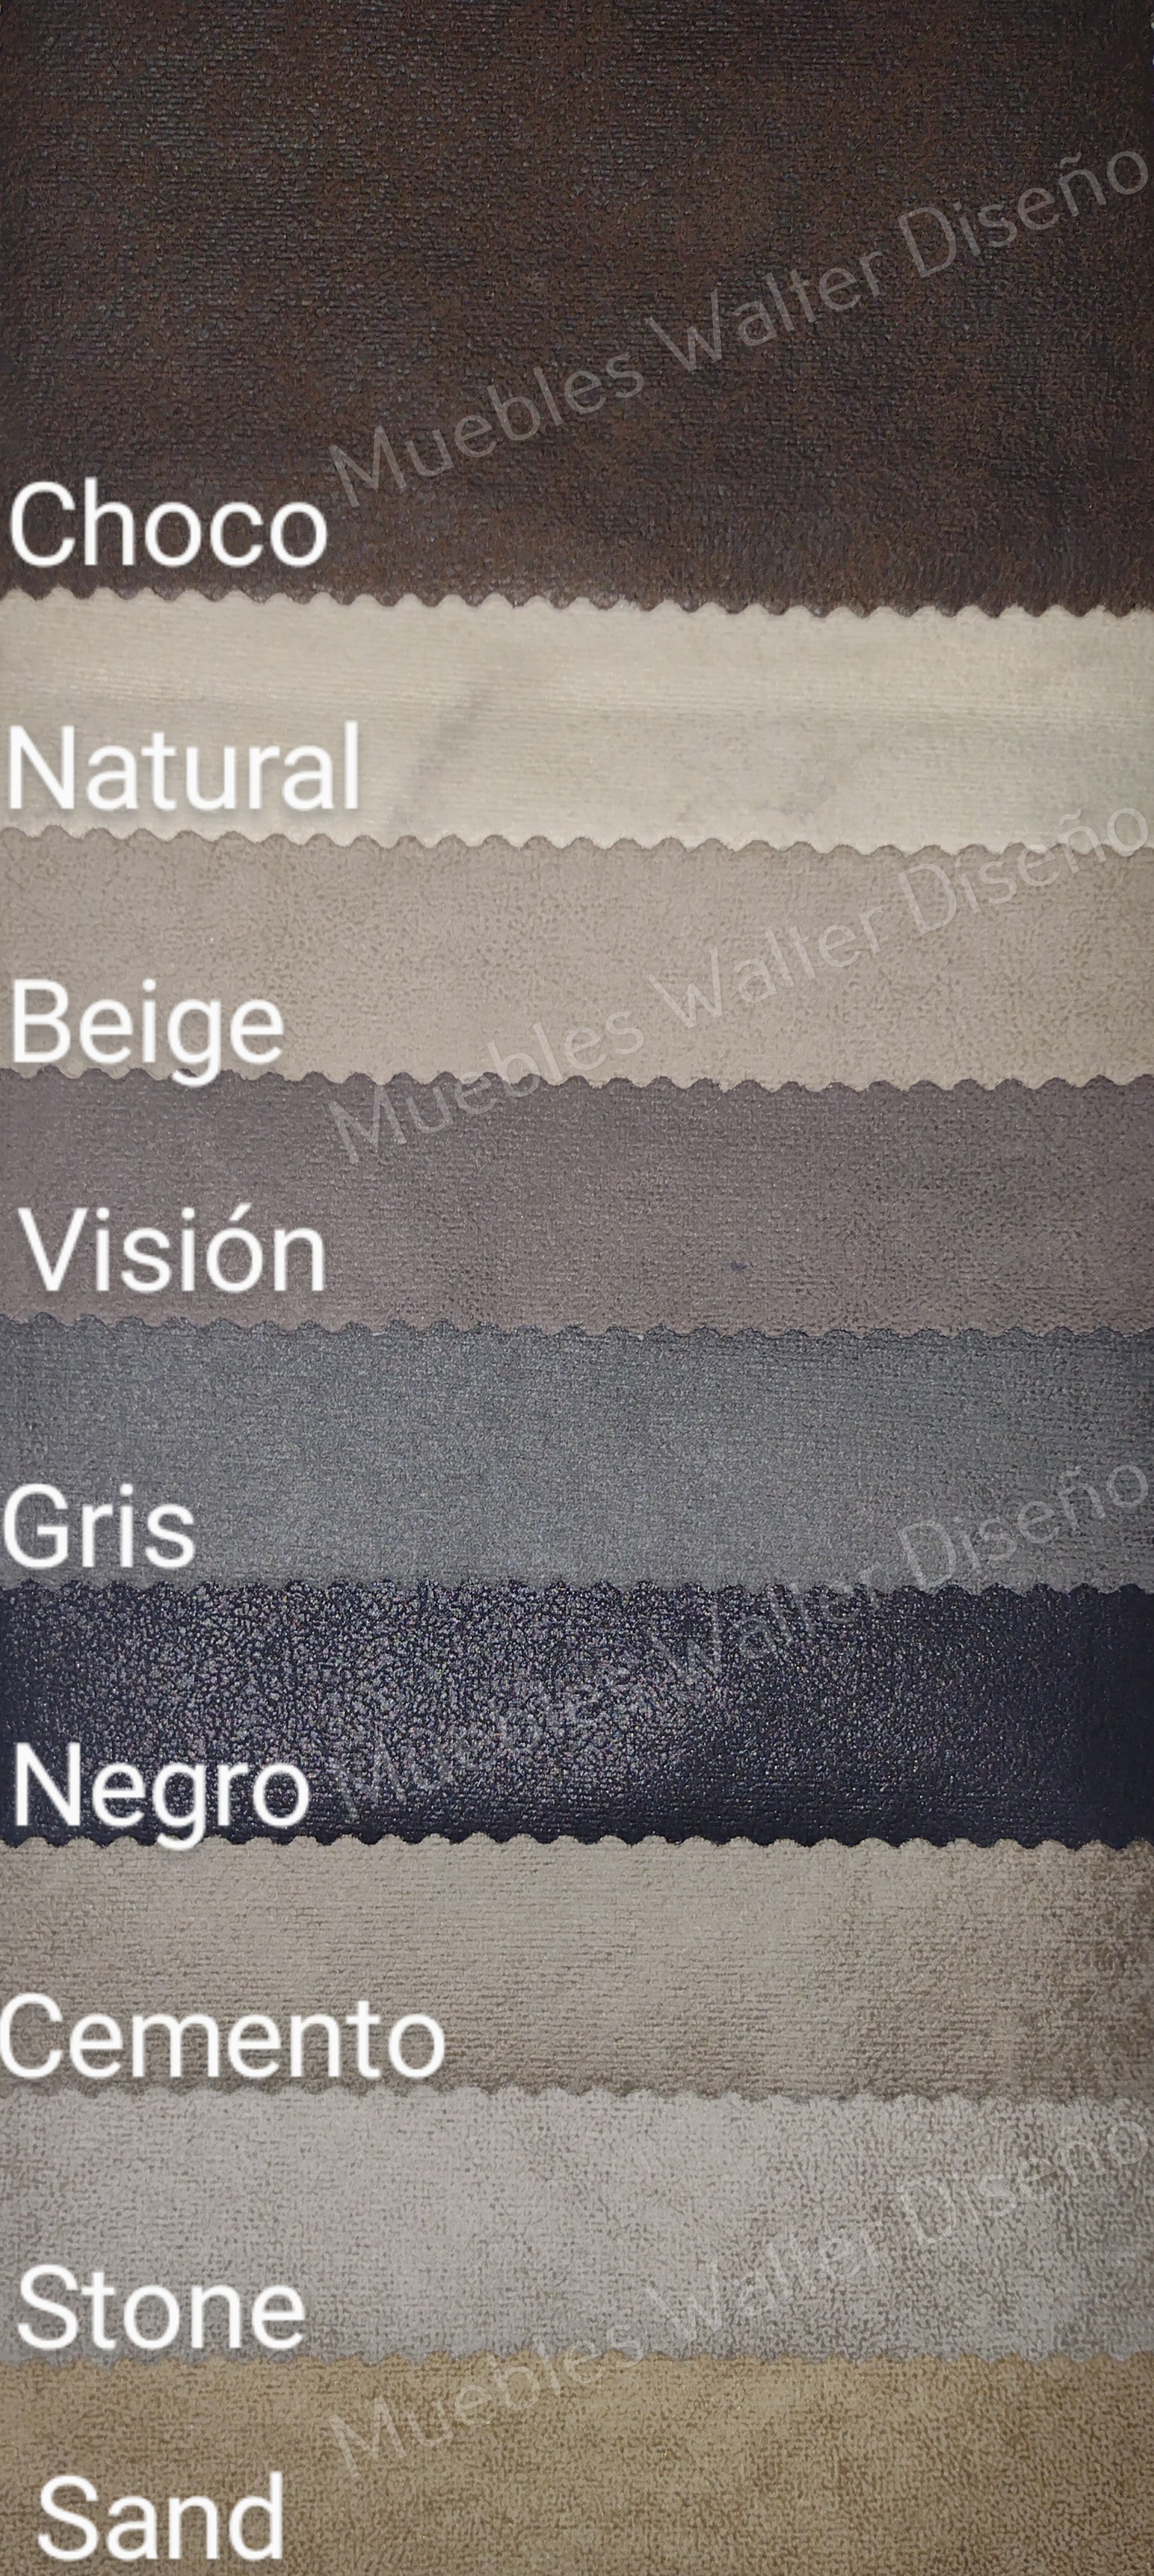 Muebles Walter Diseño
Choco
Natural
Muebles Walter Diseño
Beige
Visión
Gris
Muebles Walter Diseño
Negro
Cemento
Muebles Walter Diseño
Stone
Sand